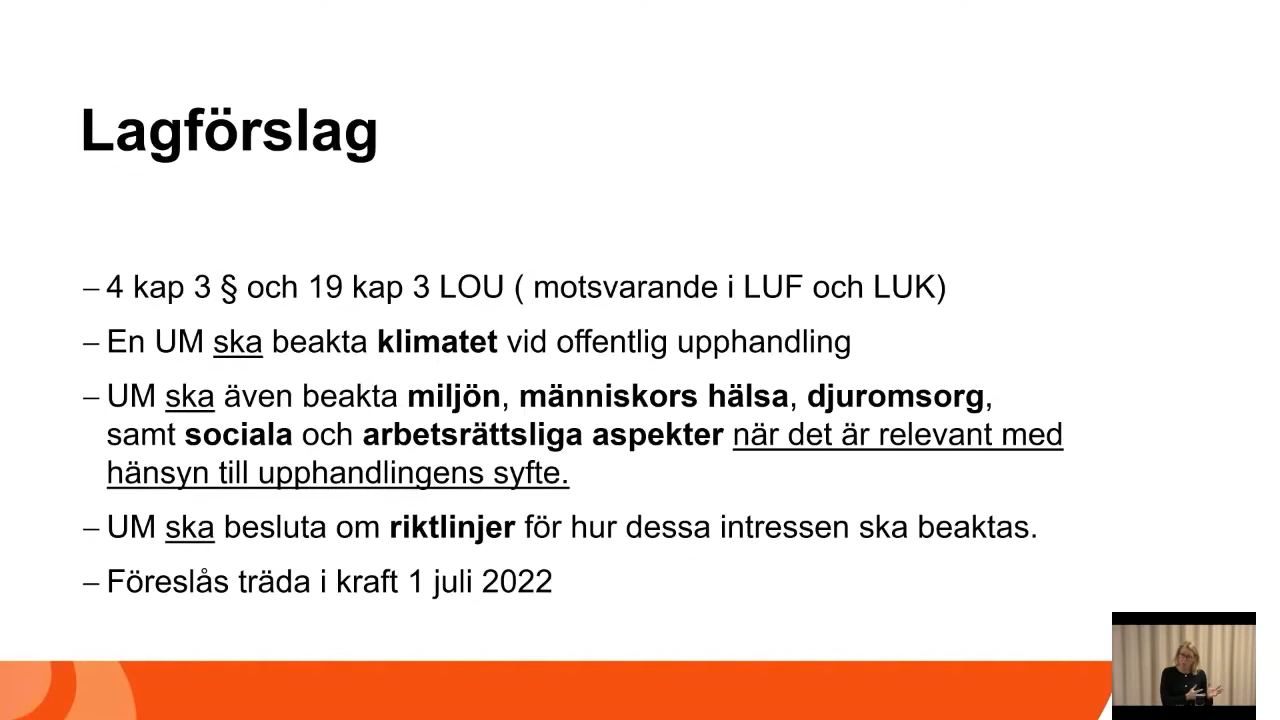 Lagförslag
– 4 kap 3 § och 19 kap 3 LOU ( motsvarande i LUF och LUK)
– En UM ska beakta klimatet vid offentlig upphandling
– UM ska även beakta miljön, människors hälsa, djuromsorg,
samt sociala och arbetsrättsliga aspekter när det är relevant med
hänsyn till upphandlingens syfte.
– UM ska besluta om riktlinjer för hur dessa intressen ska beaktas.
– Föreslås träda i kraft 1 juli 2022